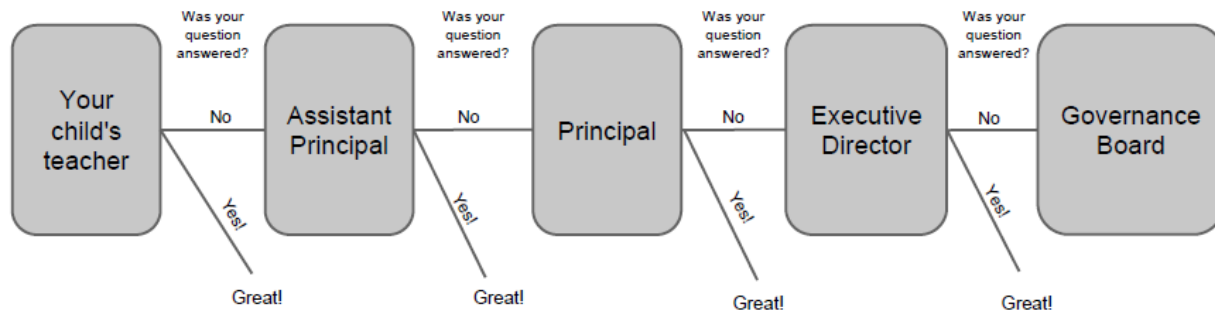 Was your
question
answered?
Was your
question
answered?
Was your
question
answered?
Was your
question
answered?
Your
child's
teacher
No
Assistant
Principal
No
Principal
No
Executive
Director
No
Governance
Board
Yes!
Yes!
Yes!
Yes!
Great!
Great!
Great!
Great!